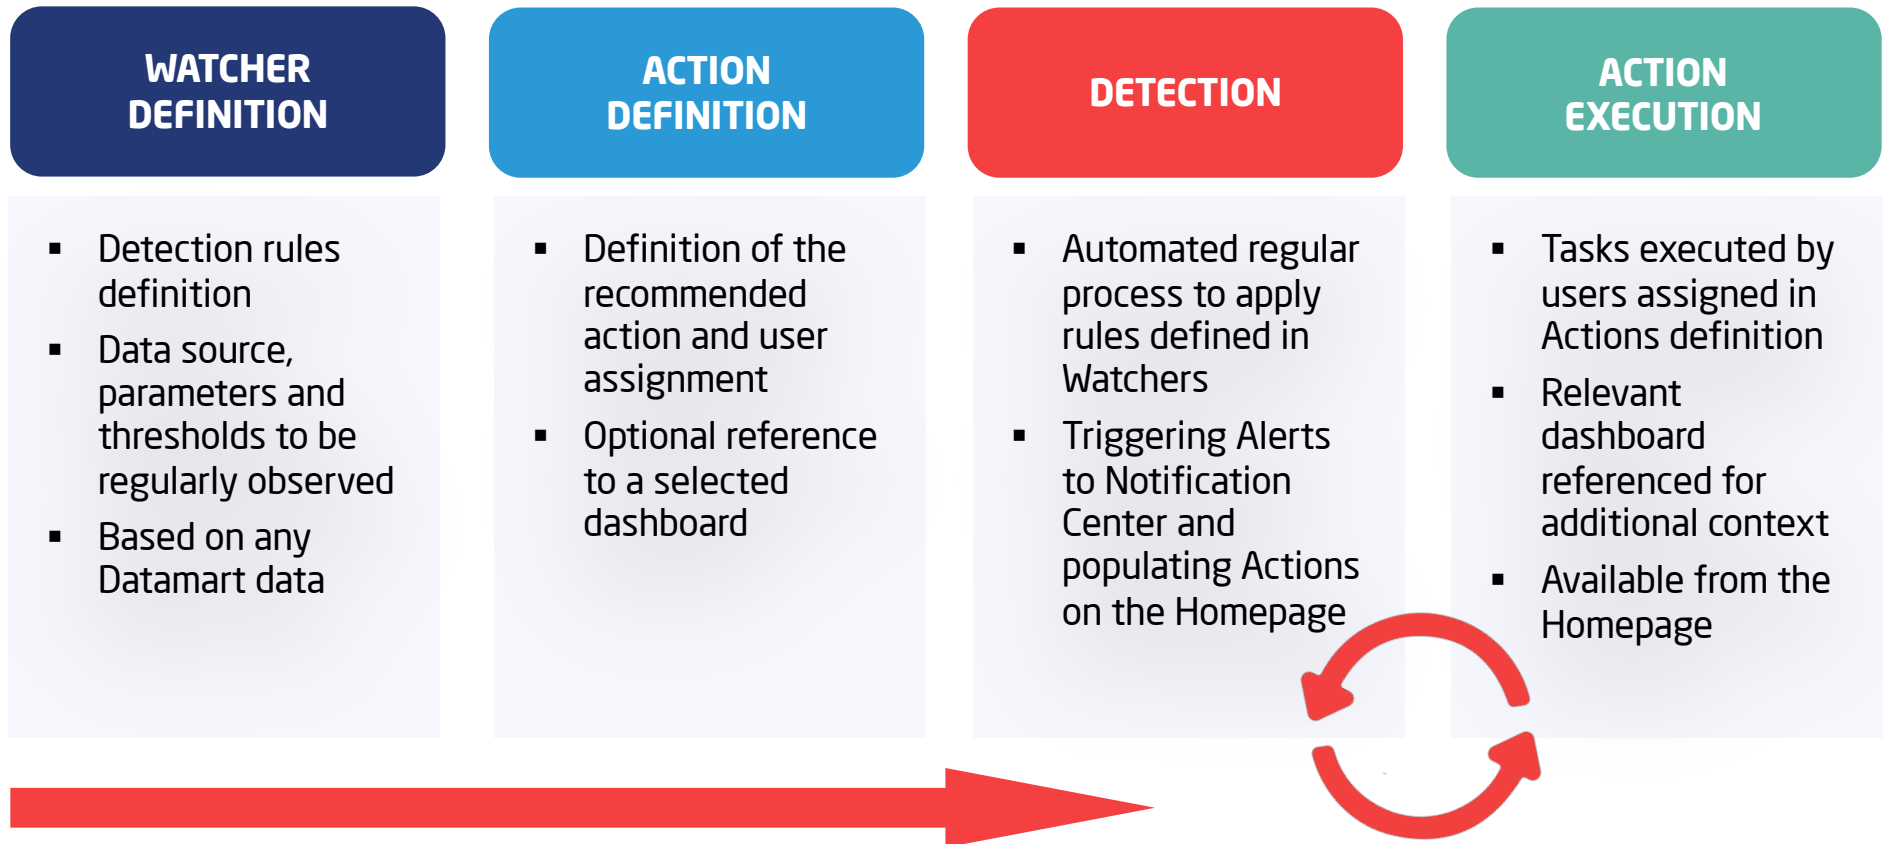 WATCHER
DEFINITION
▪ Detection rules
definition
▪ Data source,
parameters and
thresholds to be
regularly observed
▪ Based on any
Datamart data
ACTION
DEFINITION
▪ Definition of the
recommended
action and user
assignment
▪ Optional reference
to a selected
dashboard
DETECTION
▪ Automated regular
process to apply
rules defined in
Watchers
▪ Triggering Alerts
to Notification
Center and
populating Actions
on the Homepage
ACTION
EXECUTION
▪ Tasks executed by
users assigned in
Actions definition
▪ Relevant
dashboard
referenced for
additional context
▪ Available from the
Homepage